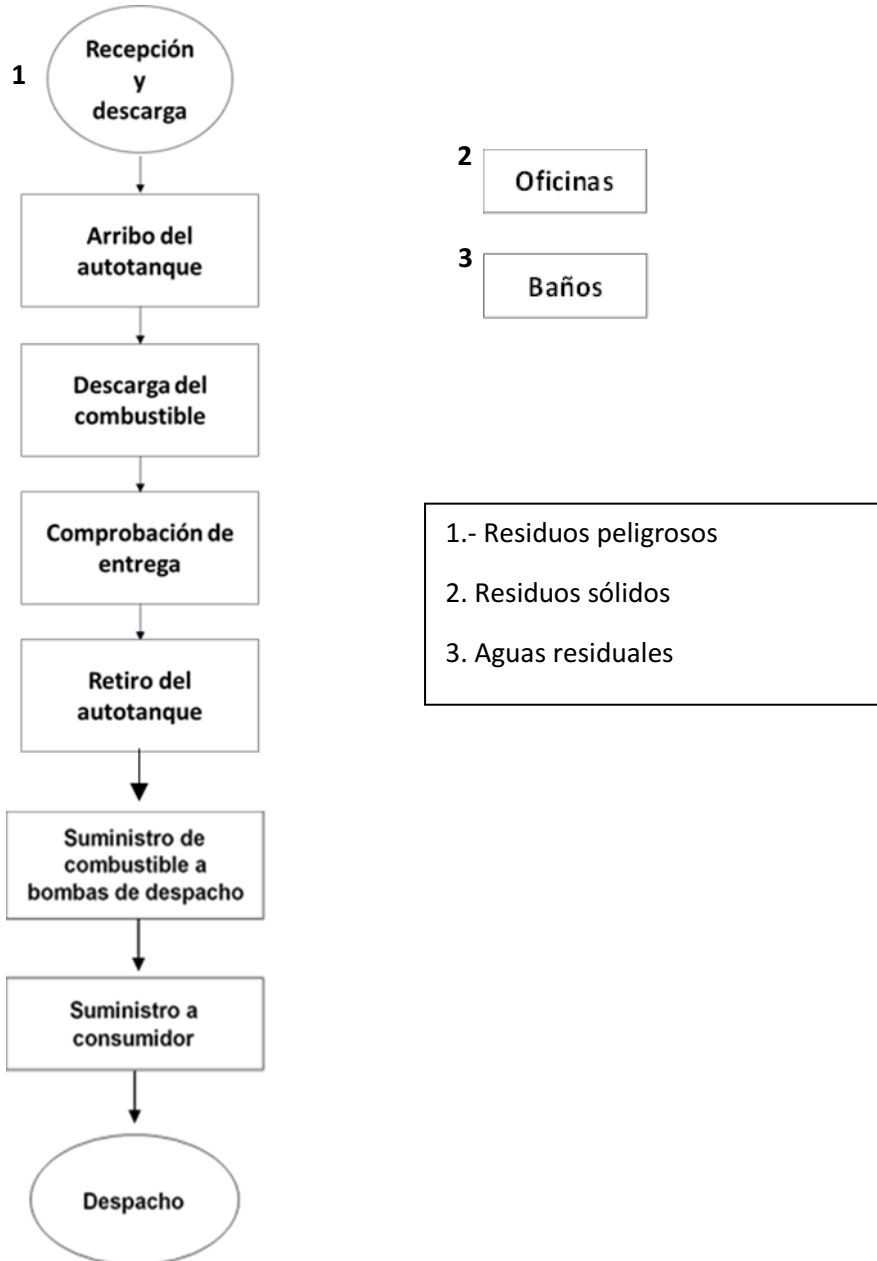 1
Recepción
y
descarga
Arribo del
autotanque
Descarga del
combustible
Comprobación de
entrega
Retiro del
autotanque
Suministro de
combustible a
bombas de despacho
Suministro a
consumidor
Despacho
2
Oficinas
3
Baños
1.- Residuos peligrosos
2. Residuos sólidos
3. Aguas residuales